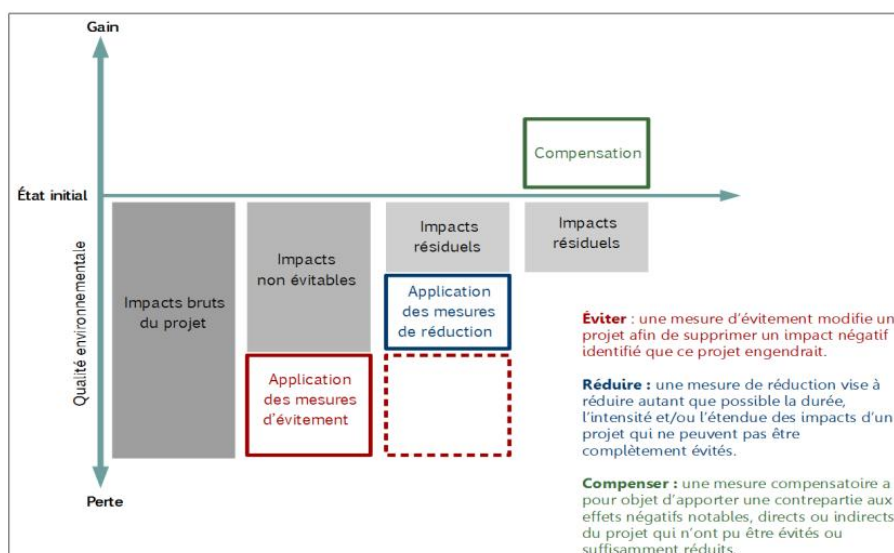 Gain
Compensation
État initial
Qualité environnementale
Impacts bruts
du projet
Impacts
non évitables
Impacts
résiduels
Impacts
résiduels
Application
des mesures
de réduction
Application
des mesures
d'évitement
Perte
Éviter : une mesure d'évitement modifie un
projet afin de supprimer un impact négatif
identifié que ce projet engendrait.
Réduire : une mesure de réduction vise à
réduire autant que possible la durée,
l'intensité et/ou l'étendue des impacts d'un
projet qui ne peuvent pas être
complètement évités.
Compenser : une mesure compensatoire a
pour objet d'apporter une contrepartie aux
effets négatifs notables, directs ou indirects
du projet qui n'ont pu être évités ou
suffisamment réduits.